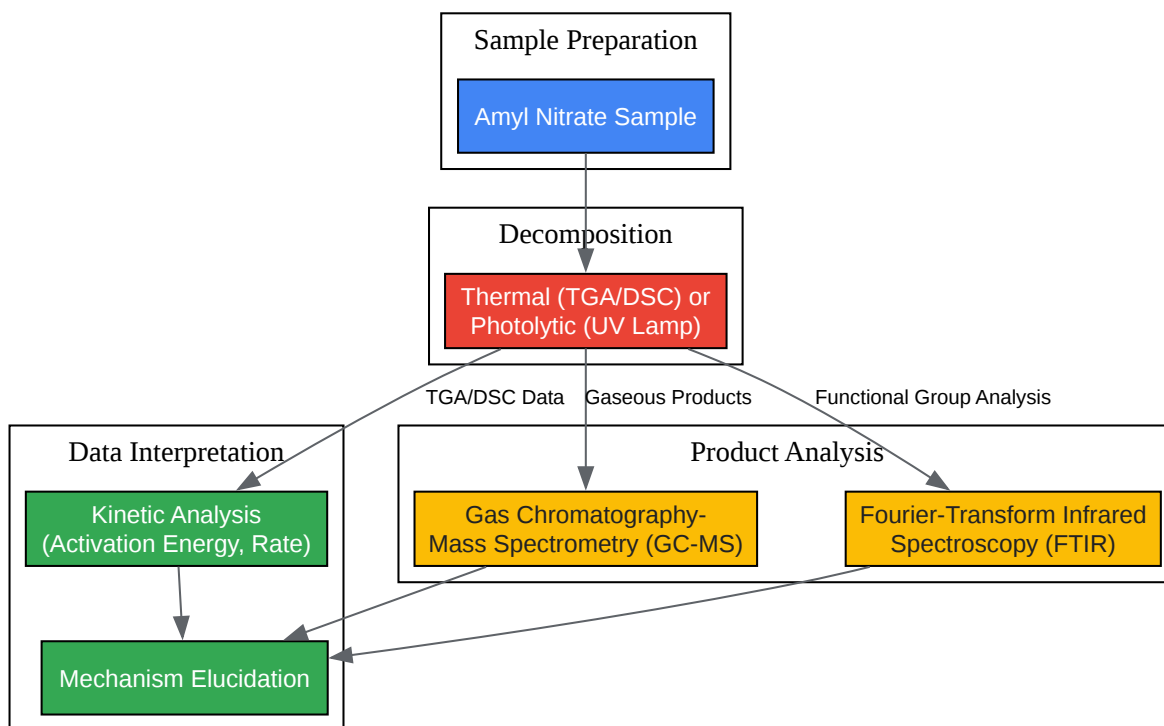 Sample Preparation
Amyl Nitrate Sample
Decomposition
Thermal (TGA/DSC) or
Photolytic (UV Lamp)
TGA/DSC Data
Gaseous Products
Functional Group Analysis
Data Interpretation
Product Analysis
Kinetic Analysis
(Activation Energy, Rate)
Gas Chromatography-
Mass Spectrometry (GC-MS)
Fourier-Transform Infrared
Spectroscopy (FTIR)
Mechanism Elucidation